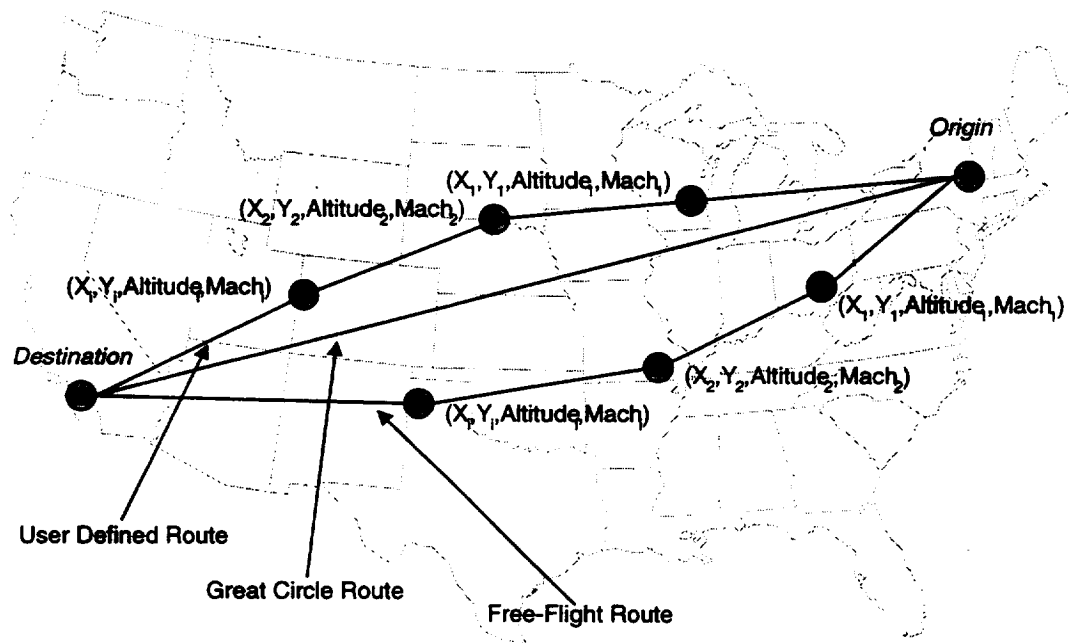 Origin
(X₁,Y₁,Altitude₁,Mach₁)
(X₂,Y₂,Altitude₂,Mach₂)
(Xᵢ,Yᵢ,Altitudeᵢ,Machᵢ)
(X₁,Y₁,Altitude₁,Mach₁)
Destination
(X₂,Y₂,Altitude₂,Mach₂)
(Xᵢ,Yᵢ,Altitudeᵢ,Machᵢ)
User Defined Route
Great Circle Route
Free-Flight Route